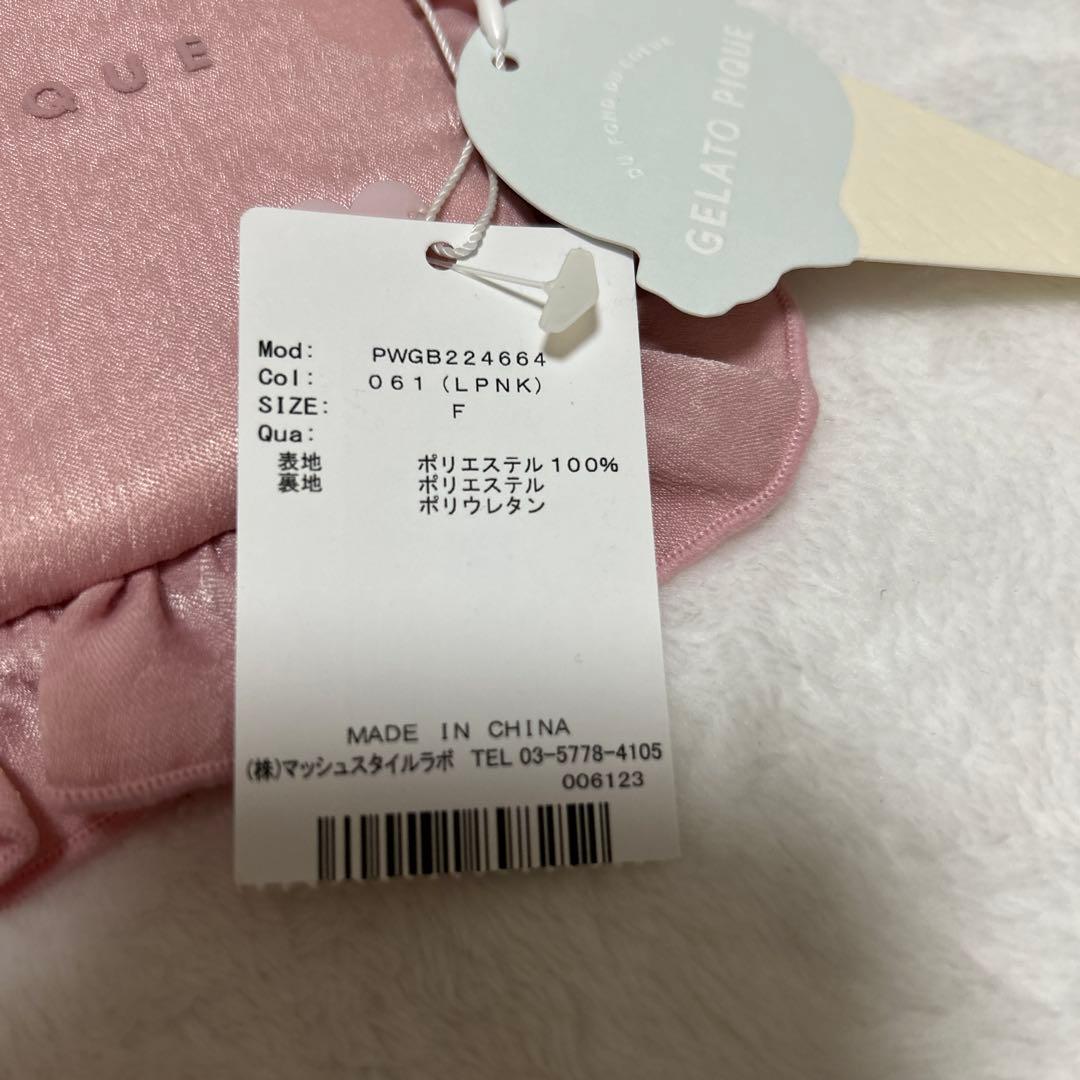 QUE
DU FOND DU COEUR
GELATO PIQUE
Mod: PWGB224664
Col: 061(LPNK)
SIZE: F
Qua:
表地 ポリエステル100%
裏地 ポリエステル
ポリウレタン
MADE IN CHINA
(株)マッシュスタイルラボ TEL 03-5778-4105
006123